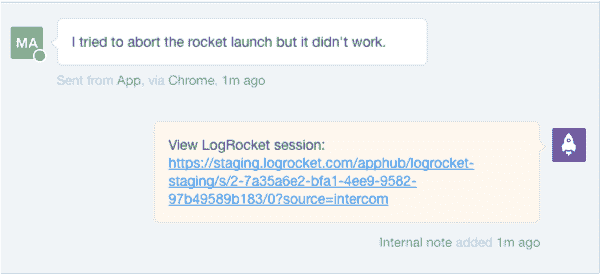 MA
I tried to abort the rocket launch but it didn't work.
Sent from App, via Chrome, 1m ago
View LogRocket session:
https://staging.logrocket.com/apphub/logrocket-
staging/s/2-7a35a6e2-bfa1-4ee9-9582-
97b49589b183/0?source=intercom
Internal note added 1m ago